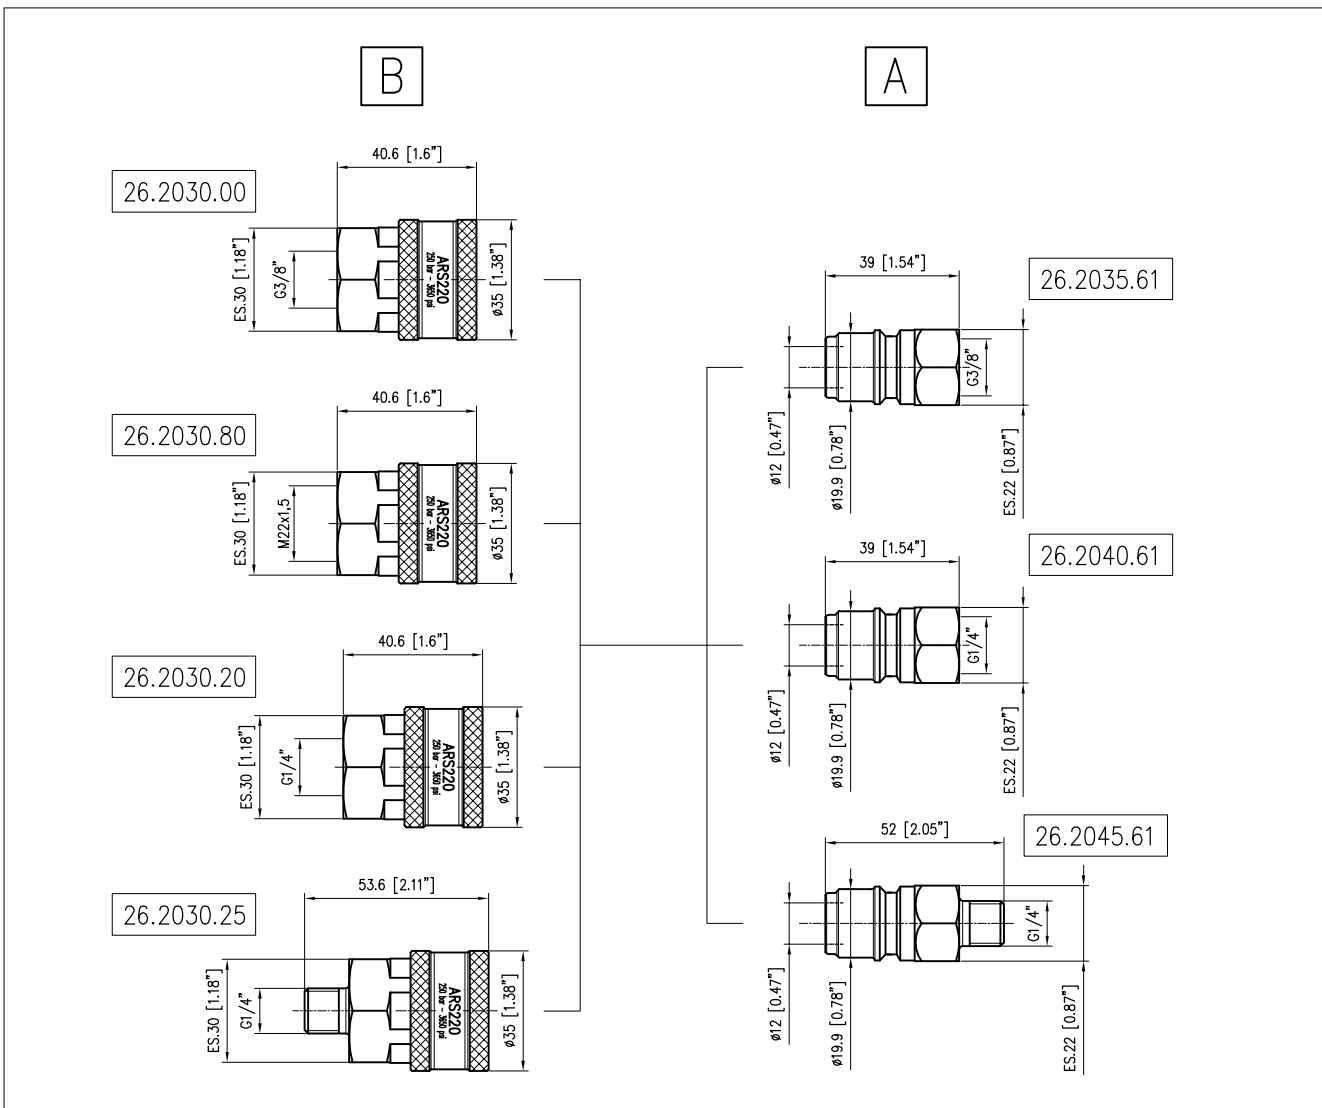 B
26.2030.00
40.6 [1.6"]
ES.30 [1.18"]
G3/8"
ARS220
250 bar - 3650 psi
ø35 [1.38"]
26.2030.80
40.6 [1.6"]
ES.30 [1.18"]
M22x1,5
ARS220
250 bar - 3650 psi
ø35 [1.38"]
26.2030.20
40.6 [1.6"]
ES.30 [1.18"]
G1/4"
ARS220
250 bar - 3650 psi
ø35 [1.38"]
26.2030.25
53.6 [2.11"]
ES.30 [1.18"]
G1/4"
ARS220
250 bar - 3650 psi
ø35 [1.38"]
A
39 [1.54"]
26.2035.61
ø12 [0.47"]
ø19.9 [0.78"]
G3/8"
ES.22 [0.87"]
39 [1.54"]
26.2040.61
ø12 [0.47"]
ø19.9 [0.78"]
G1/4"
ES.22 [0.87"]
52 [2.05"]
26.2045.61
ø12 [0.47"]
ø19.9 [0.78"]
G1/4"
ES.22 [0.87"]